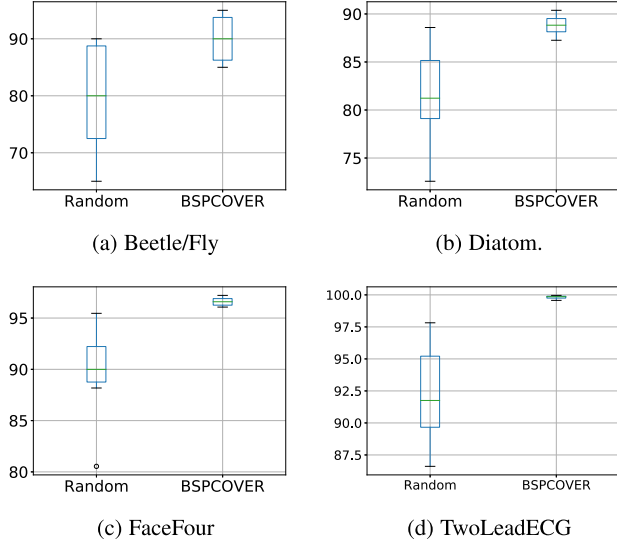 90
80
70
Random BSPCOVER
(a) Beetle/Fly
90
85
80
75
Random BSPCOVER
(b) Diatom.
95
90
85
80
Random BSPCOVER
(c) FaceFour
100.0
97.5
95.0
92.5
90.0
87.5
Random BSPCOVER
(d) TwoLeadECG